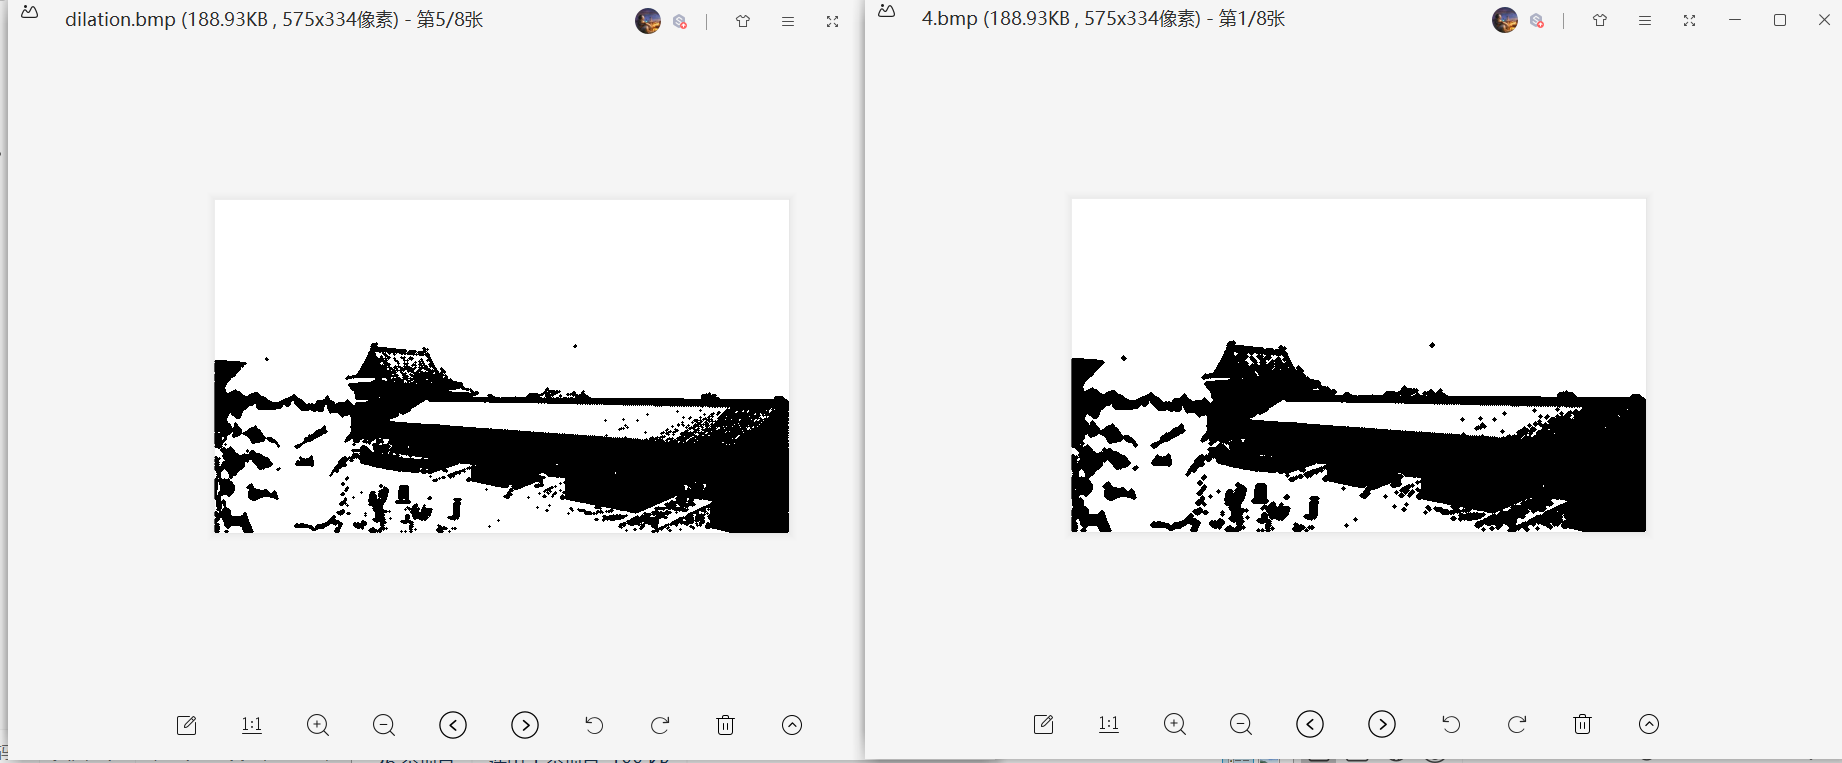 dilation.bmp (188.93KB , 575x334像素) - 第5/8张
4.bmp (188.93KB , 575x334像素) - 第1/8张
1:1
1:1